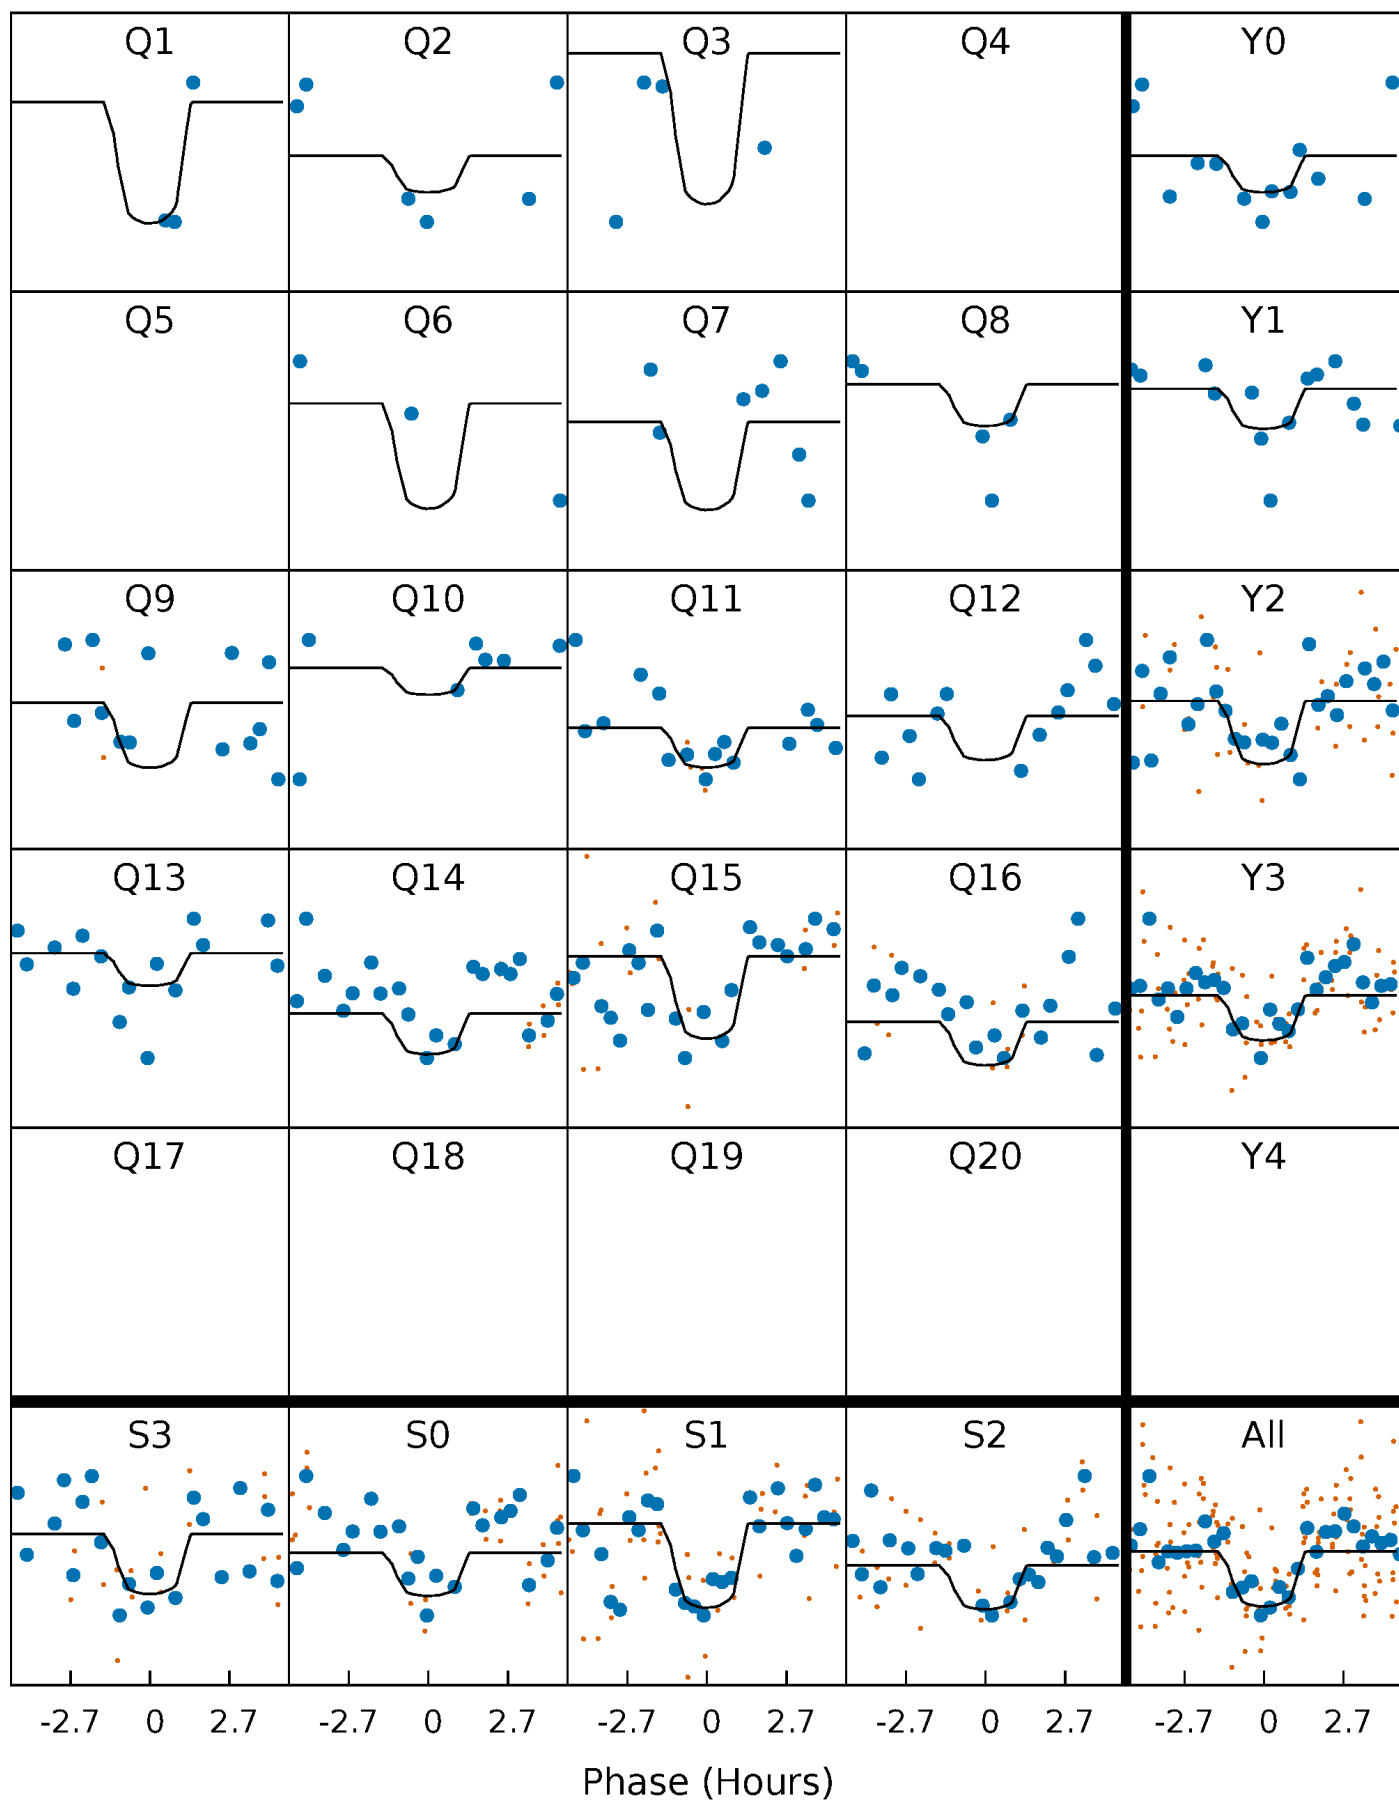 Q1 Q2 Q3 Q4 Y0
Q5 Q6 Q7 Q8 Y1
Q9 Q10 Q11 Q12 Y2
Q13 Q14 Q15 Q16 Y3
Q17 Q18 Q19 Q20 Y4
S3 S0 S1 S2 All
-2.7 0 2.7 -2.7 0 2.7 -2.7 0 2.7 -2.7 0 2.7 -2.7 0 2.7
Phase (Hours)